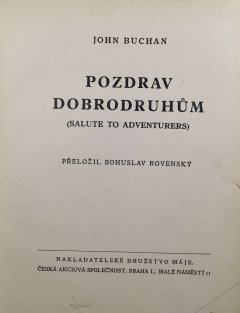 JOHN BUCHAN
POZDRAV
DOBRODRUHŮM
(SALUTE TO ADVENTURERS)
PŘELOŽIL BOHUSLAV ROVENSKÝ
NAKLADATELSKÉ DRUŽSTVO MÁJE,
ČESKÁ AKCIOVÁ SPOLEČNOST, PRAHA I., MALÉ NÁMĚSTÍ 11